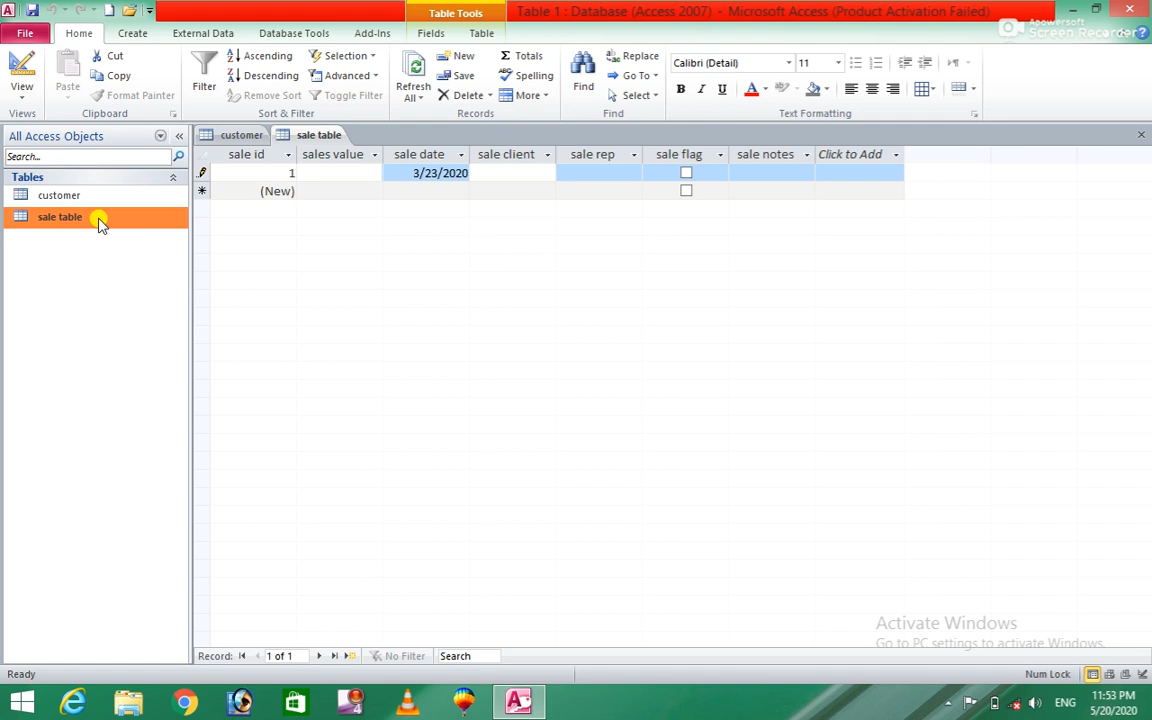 Table Tools
Table 1 : Database (Access 2007) - Microsoft Access (Product Activation Failed)
Apowersoft
Screen Recorder
File Home Create External Data Database Tools Add-Ins Fields Table
View
Views
Paste
Cut
Copy
Format Painter
Clipboard
Filter
Ascending
Descending
Remove Sort
Selection
Advanced
Toggle Filter
Sort & Filter
Refresh
All
New
Save
Delete
Totals
Spelling
More
Records
Find
Replace
Go To
Select
Find
Calibri (Detail) 11
B I U A
Text Formatting
All Access Objects
Search...
Tables
customer
sale table
customer sale table
sale id sales value sale date sale client sale rep sale flag sale notes Click to Add
1 3/23/2020
(New)
Activate Windows
Go to PC settings to activate Windows.
Record: 1 of 1 No Filter Search
Ready
Num Lock
ENG
11:53 PM
5/20/2020